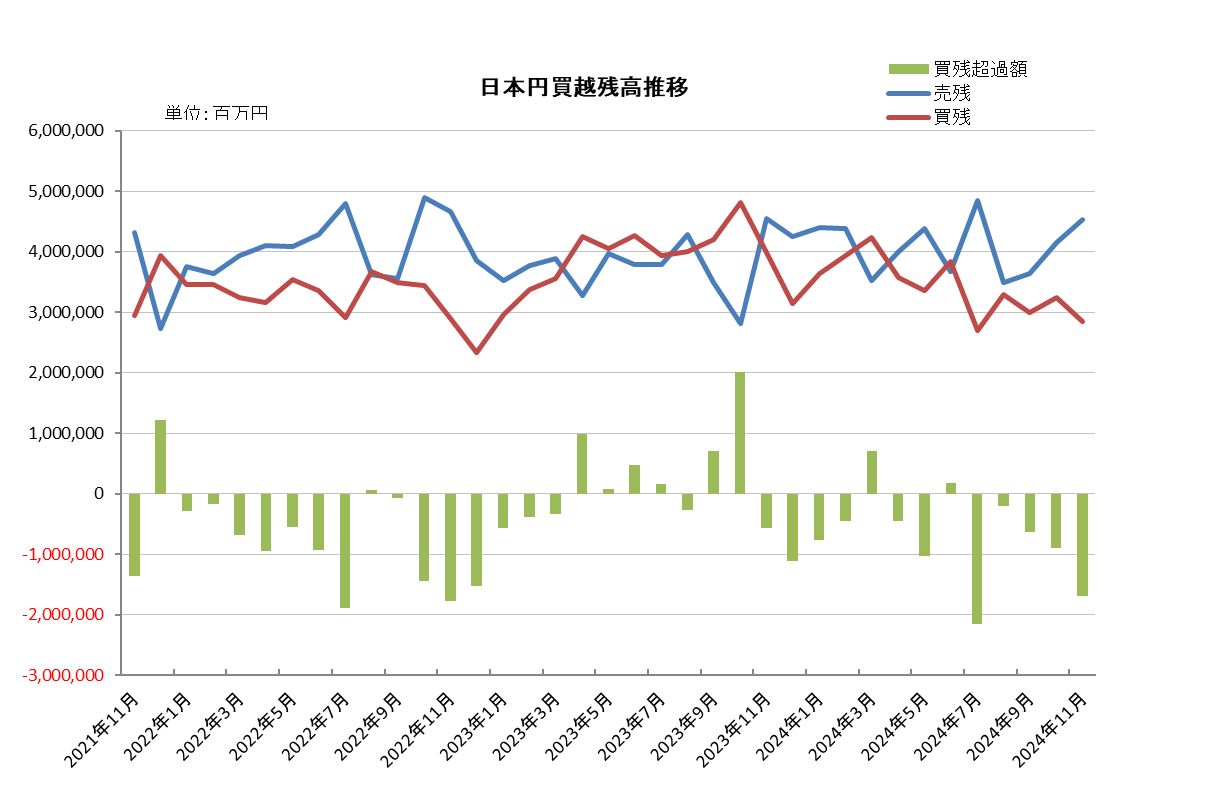 日本円買越残高推移
買残超過額
売残
買残
単位：百万円
6,000,000
5,000,000
4,000,000
3,000,000
2,000,000
1,000,000
0
-1,000,000
-2,000,000
-3,000,000
2021年11月
2022年1月
2022年3月
2022年5月
2022年7月
2022年9月
2022年11月
2023年1月
2023年3月
2023年5月
2023年7月
2023年9月
2023年11月
2024年1月
2024年3月
2024年5月
2024年7月
2024年9月
2024年11月